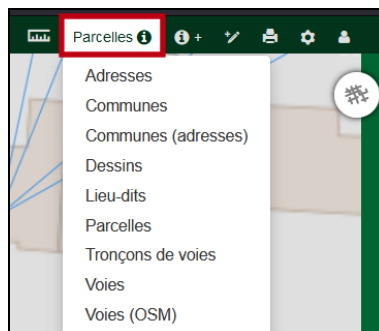 Parcelles i i +
Adresses
Communes
Communes (adresses)
Dessins
Lieu-dits
Parcelles
Tronçons de voies
Voies
Voies (OSM)